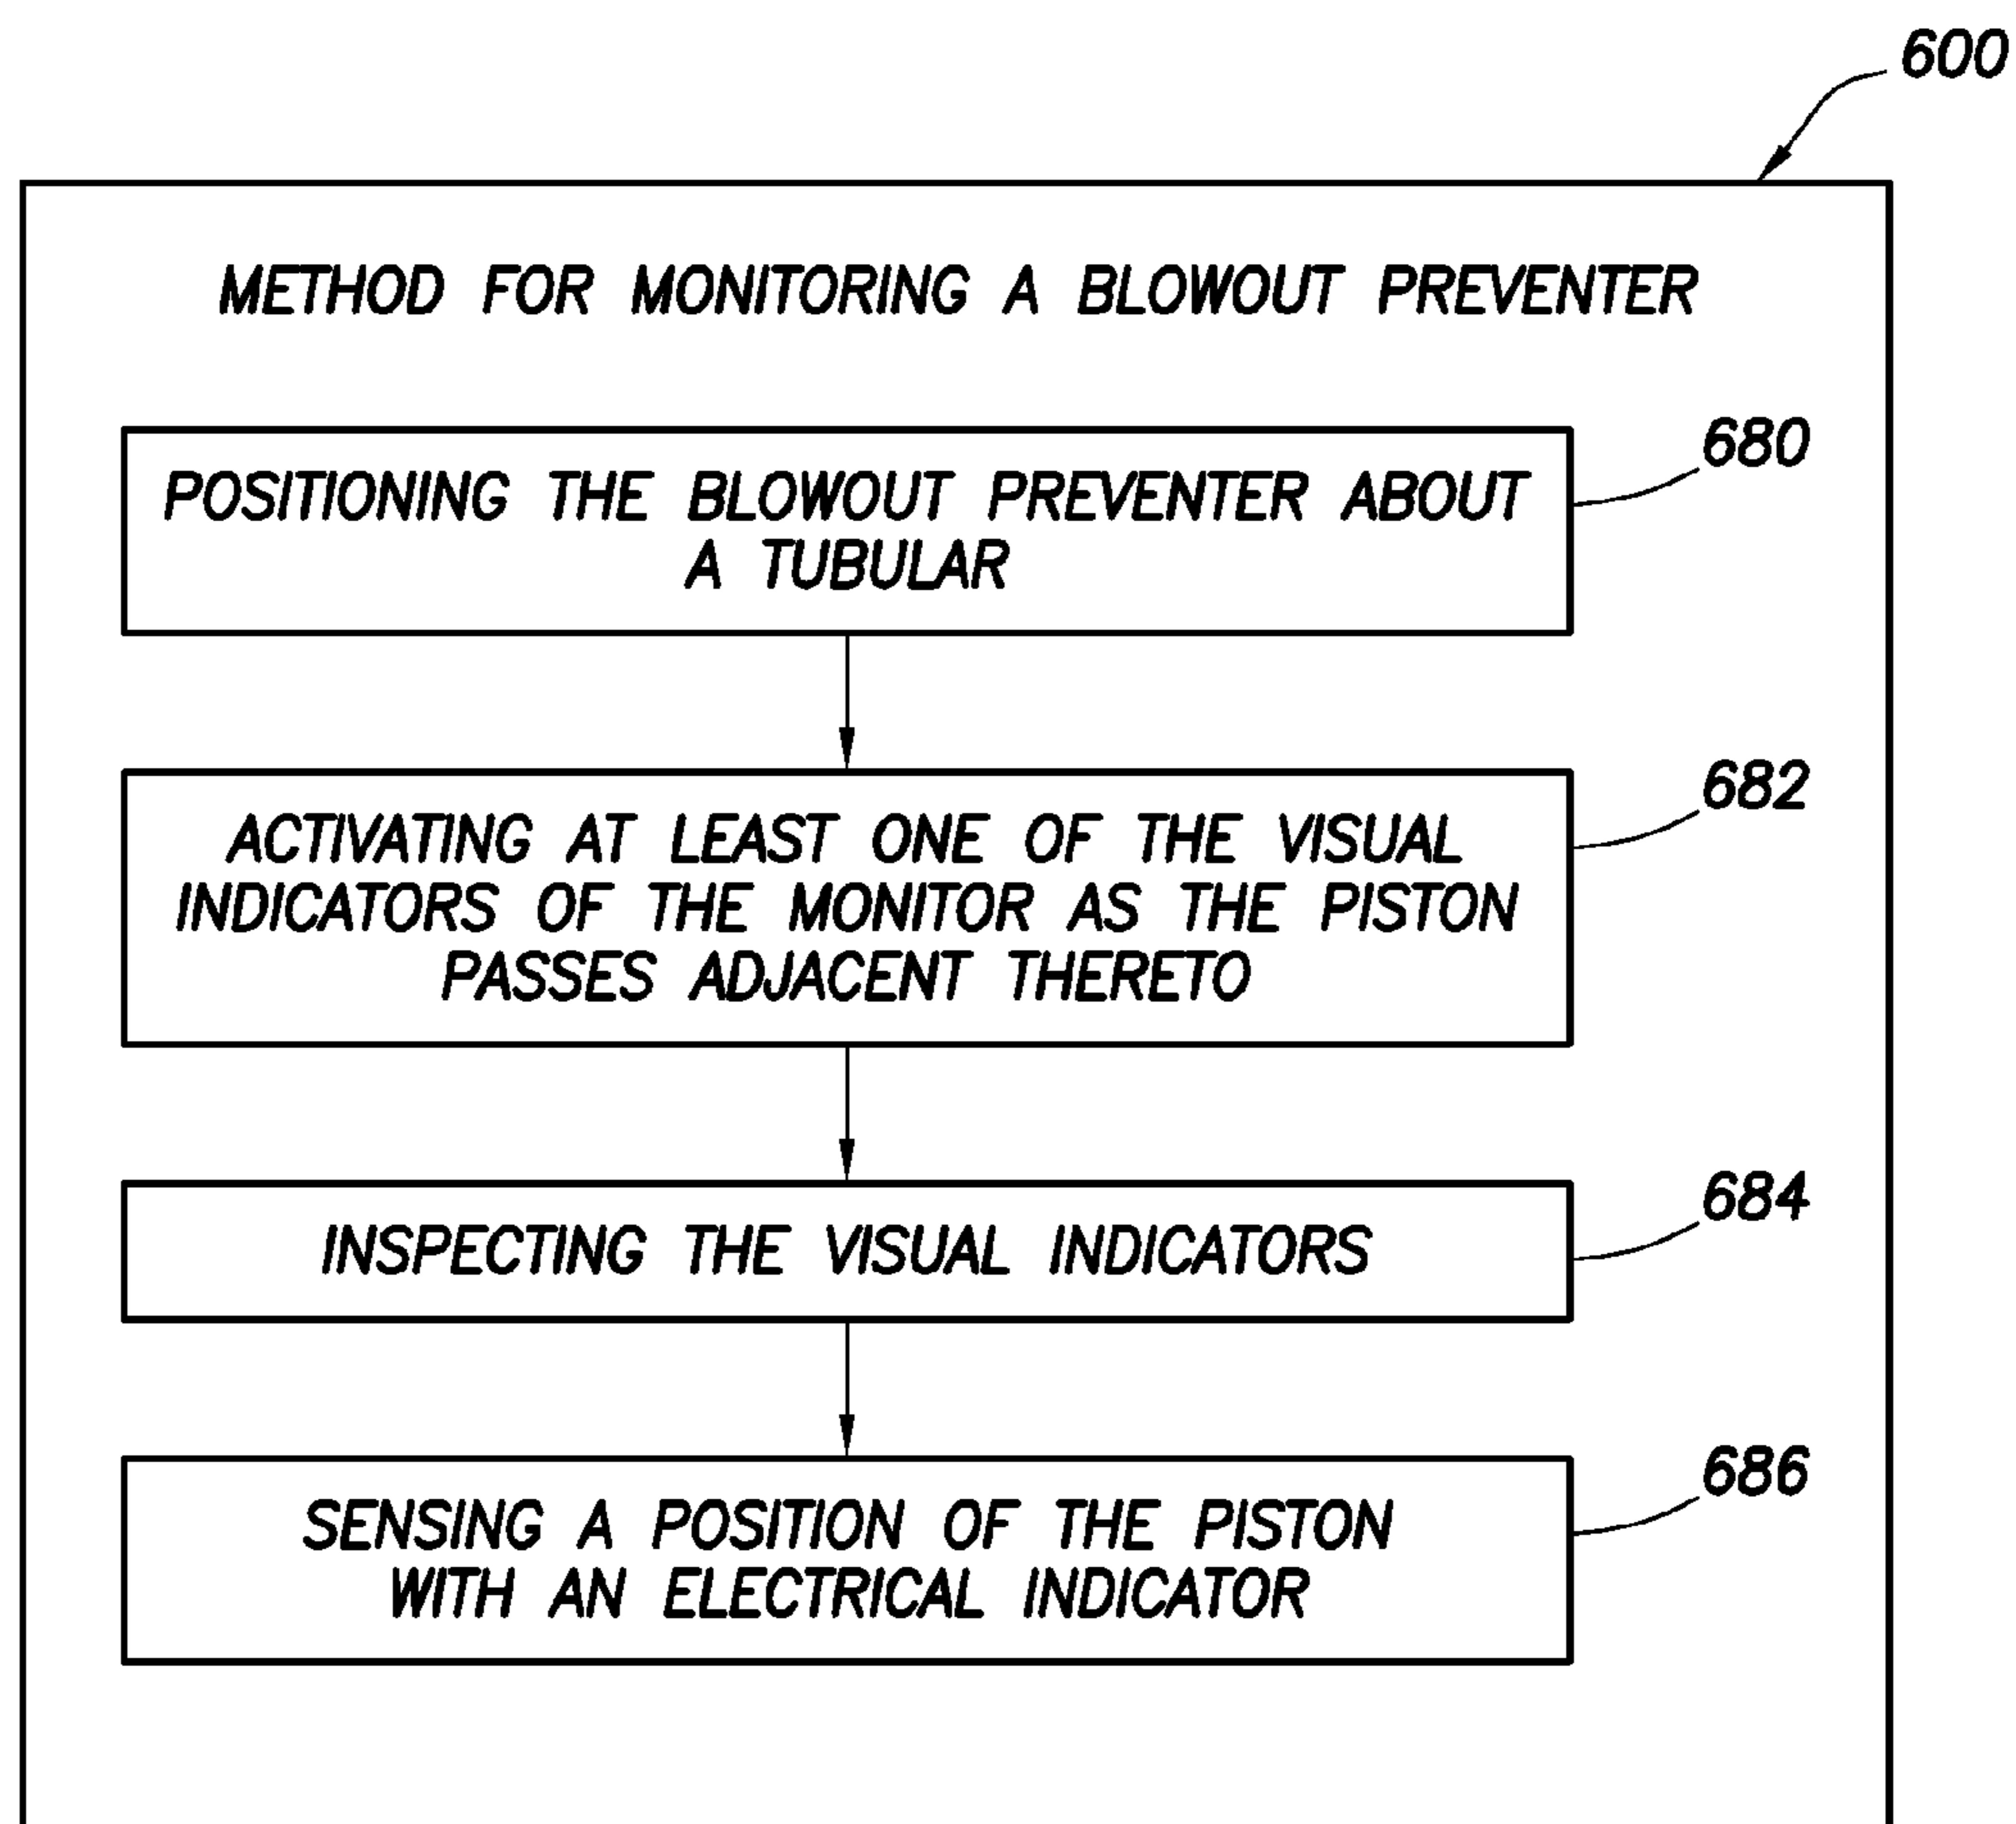 600
METHOD FOR MONITORING A BLOWOUT PREVENTER
680
POSITIONING THE BLOWOUT PREVENTER ABOUT
A TUBULAR
682
ACTIVATING AT LEAST ONE OF THE VISUAL
INDICATORS OF THE MONITOR AS THE PISTON
PASSES ADJACENT THERETO
684
INSPECTING THE VISUAL INDICATORS
686
SENSING A POSITION OF THE PISTON
WITH AN ELECTRICAL INDICATOR